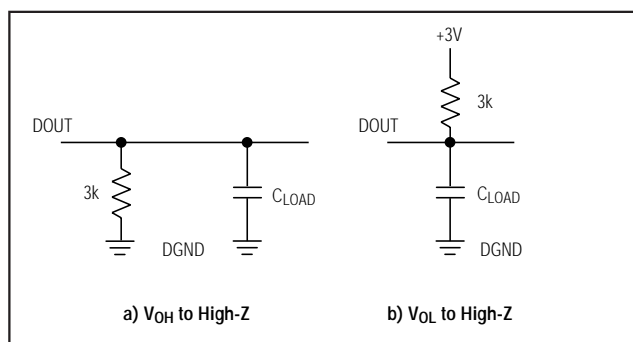 +3V
3k
DOUT
DOUT
3k
CLOAD
CLOAD
DGND
DGND
a) VOH to High-Z
b) VOL to High-Z